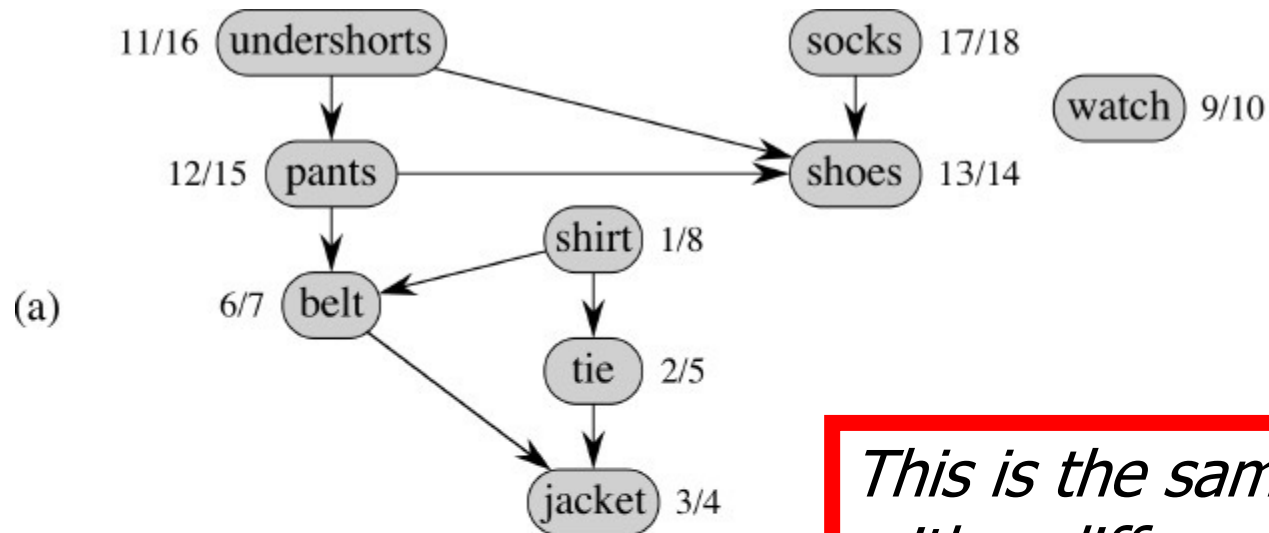 11/16 undershorts socks 17/18
watch 9/10
12/15 pants shoes 13/14
shirt 1/8
(a) 6/7 belt
tie 2/5
This is the sam
jacket 3/4